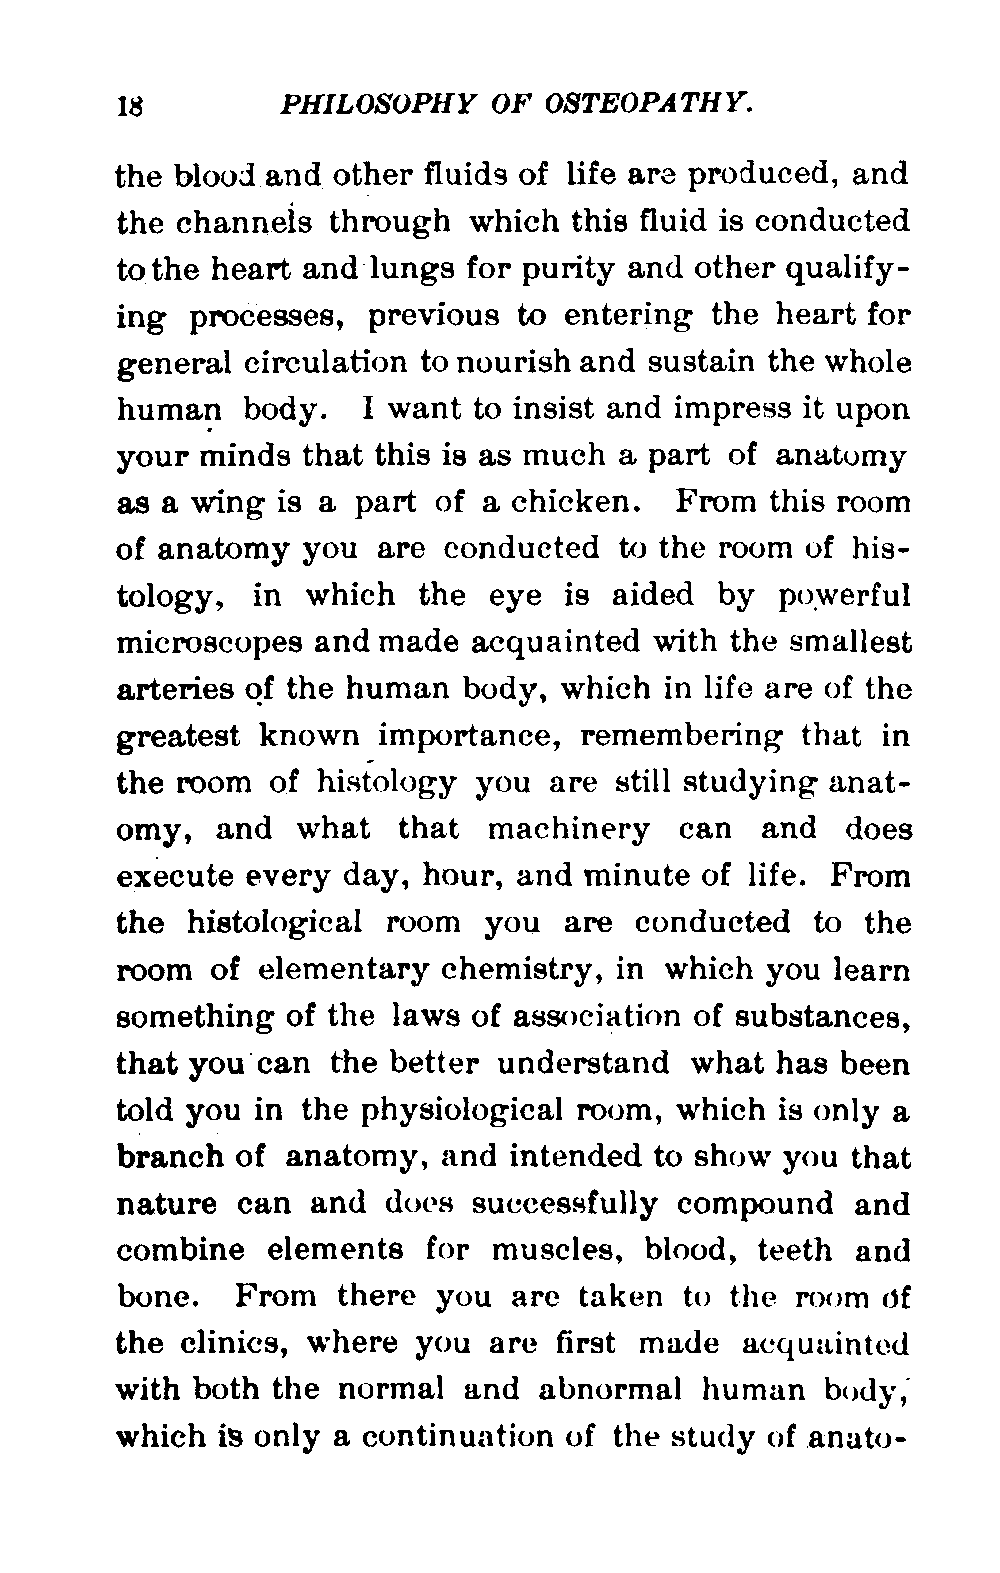 18 PHILOSOPHY OF OSTEOPATHY.
the blood and other fluids of life are produced, and
the channels through which this fluid is conducted
to the heart and lungs for purity and other qualify-
ing processes, previous to entering the heart for
general circulation to nourish and sustain the whole
human body. I want to insist and impress it upon
your minds that this is as much a part of anatomy
as a wing is a part of a chicken. From this room
of anatomy you are conducted to the room of his-
tology, in which the eye is aided by powerful
microscopes and made acquainted with the smallest
arteries of the human body, which in life are of the
greatest known importance, remembering that in
the room of histology you are still studying anat-
omy, and what that machinery can and does
execute every day, hour, and minute of life. From
the histological room you are conducted to the
room of elementary chemistry, in which you learn
something of the laws of association of substances,
that you can the better understand what has been
told you in the physiological room, which is only a
branch of anatomy, and intended to show you that
nature can and does successfully compound and
combine elements for muscles, blood, teeth and
bone. From there you are taken to the room of
the clinics, where you are first made acquainted
with both the normal and abnormal human body,
which is only a continuation of the study of anato-